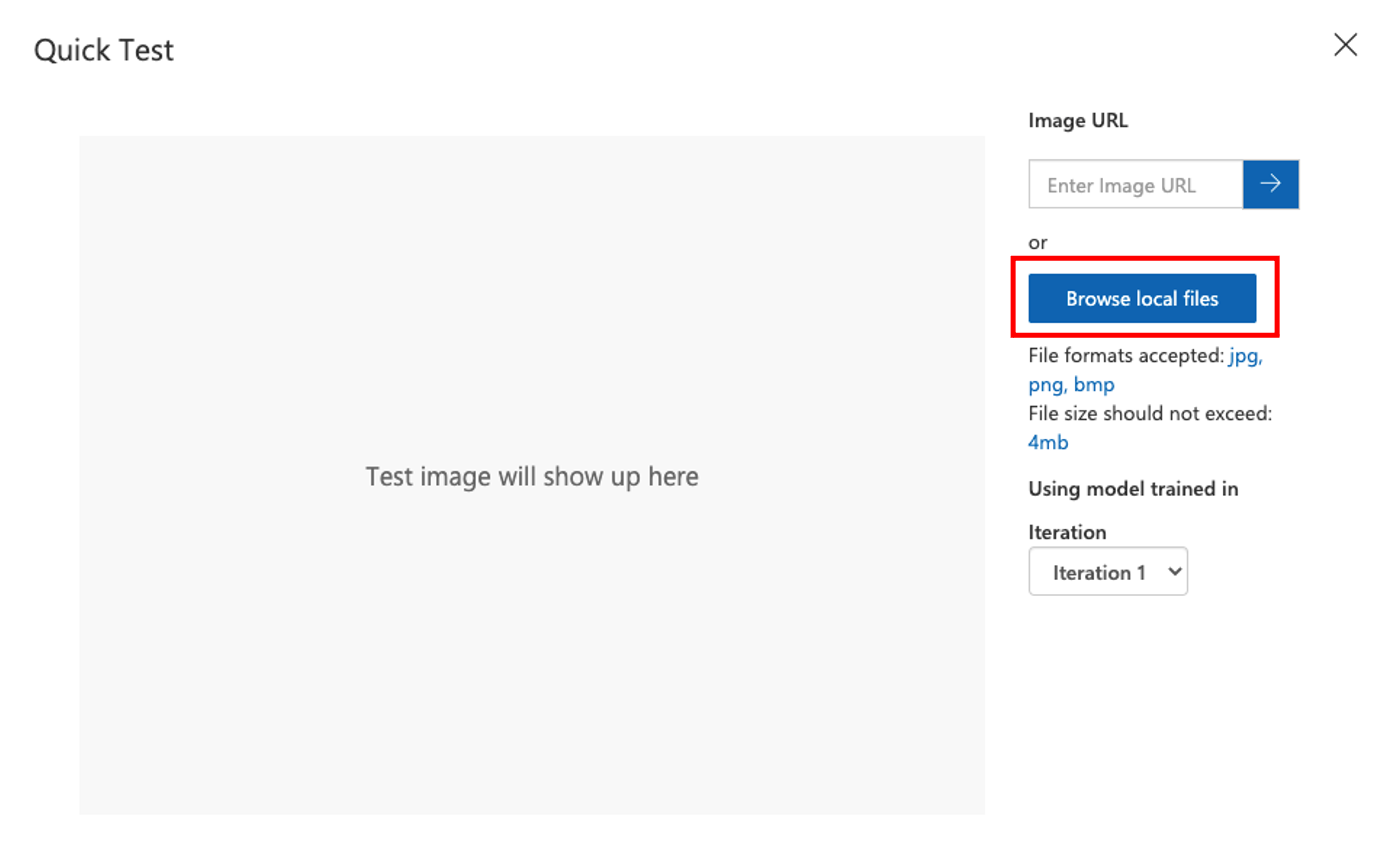 Quick Test
Image URL
Enter Image URL
or
Browse local files
File formats accepted: jpg,
png, bmp
File size should not exceed:
4mb
Test image will show up here
Using model trained in
Iteration
Iteration 1